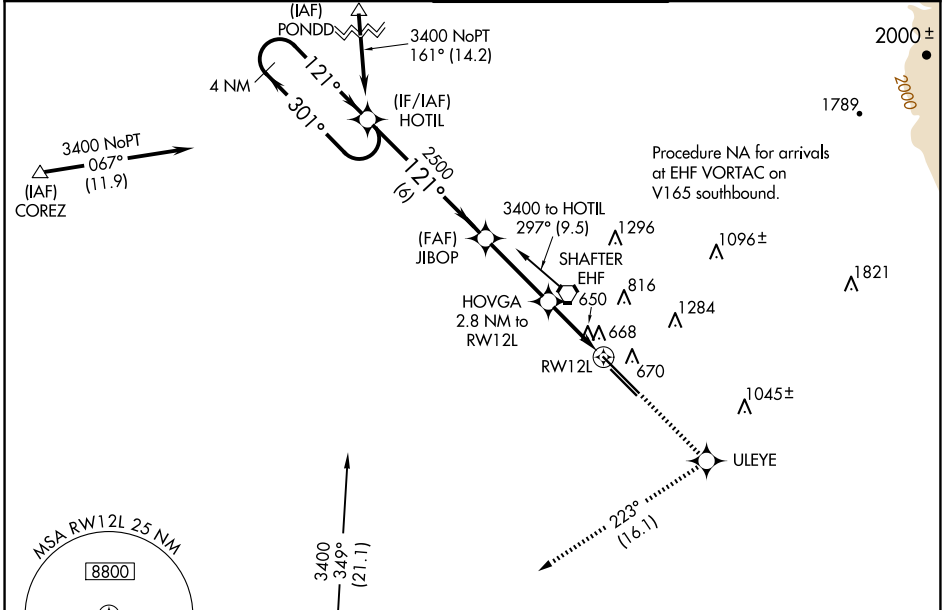 (IAF)
PONDD
3400 NoPT
161° (14.2)
2000 ±
2000
4 NM
121°
301°
(IF/IAF)
HOTIL
1789
3400 NoPT
067°
(11.9)
(IAF)
COREZ
2500
121°
(6)
Procedure NA for arrivals
at EHF VORTAC on
V165 southbound.
3400 to HOTIL
297° (9.5)
(FAF)
JIBOP
SHAFTER
EHF
1296
1096±
1821
HOVGA
2.8 NM to
RW12L
650
816
1284
668
RW12L
670
1045±
ULEYE
223°
(16.1)
3400
349°
(21.1)
MSA RW12L 25 NM
8800